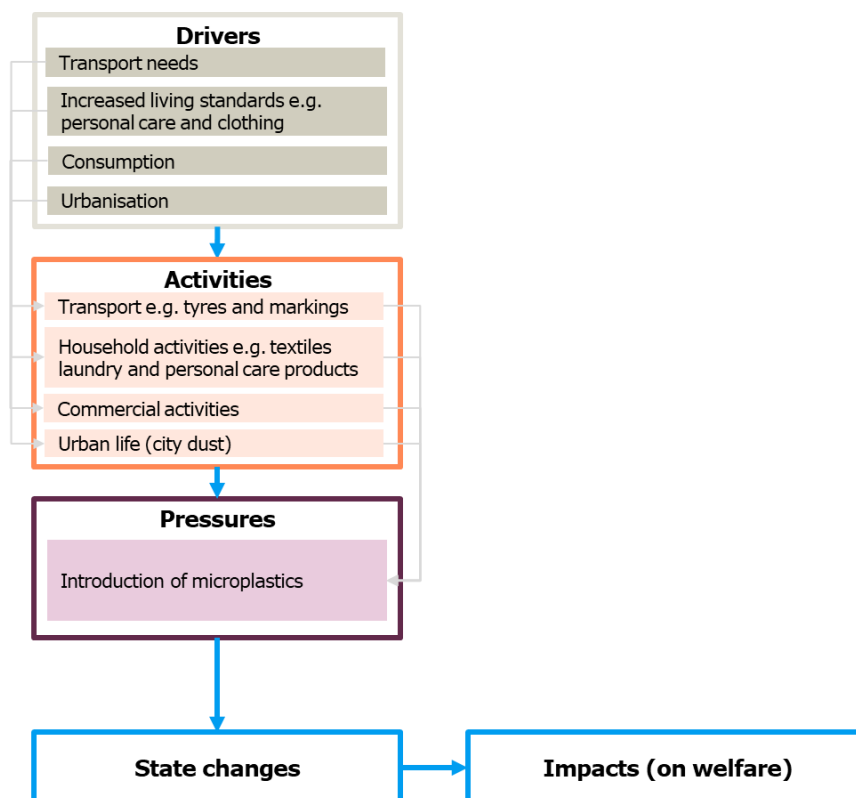 Drivers
Transport needs
Increased living standards e.g.
personal care and clothing
Consumption
Urbanisation
Activities
Transport e.g. tyres and markings
Household activities e.g. textiles
laundry and personal care products
Commercial activities
Urban life (city dust)
Pressures
Introduction of microplastics
State changes
Impacts (on welfare)